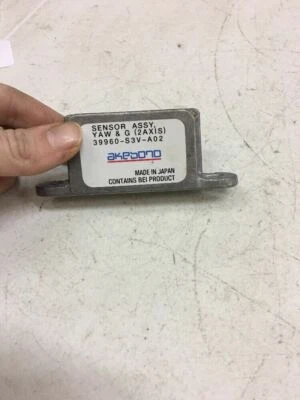 SENSOR ASSY,
YAW & G (2AXIS)
39960-S3V-A02
akebono
MADE IN JAPAN
CONTAINS BEI PRODUCT